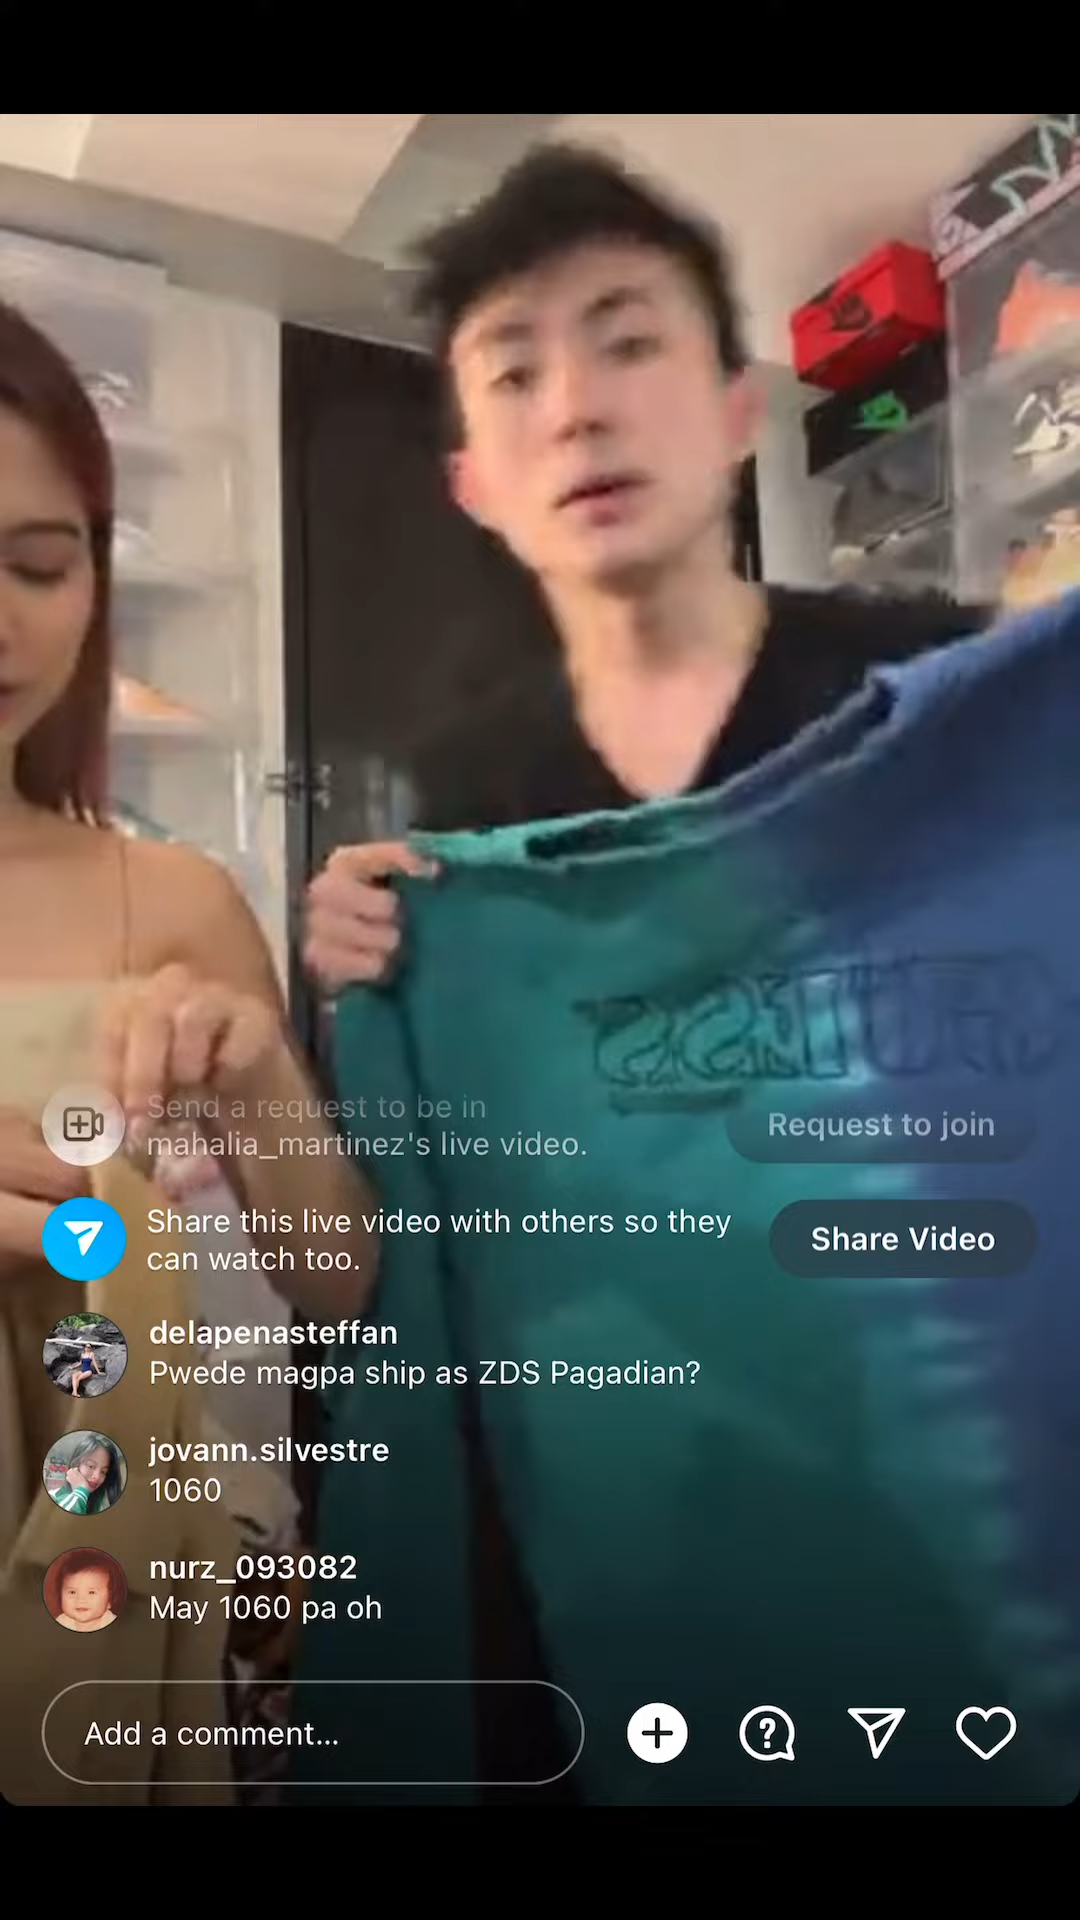 Send a request to be in
mahalia_martinez's live video.
Request to join
Share this live video with others so they
can watch too.
Share Video
delapenasteffan
Pwede magpa ship as ZDS Pagadian?
jovann.silvestre
1060
nurz_093082
May 1060 pa oh
Add a comment...